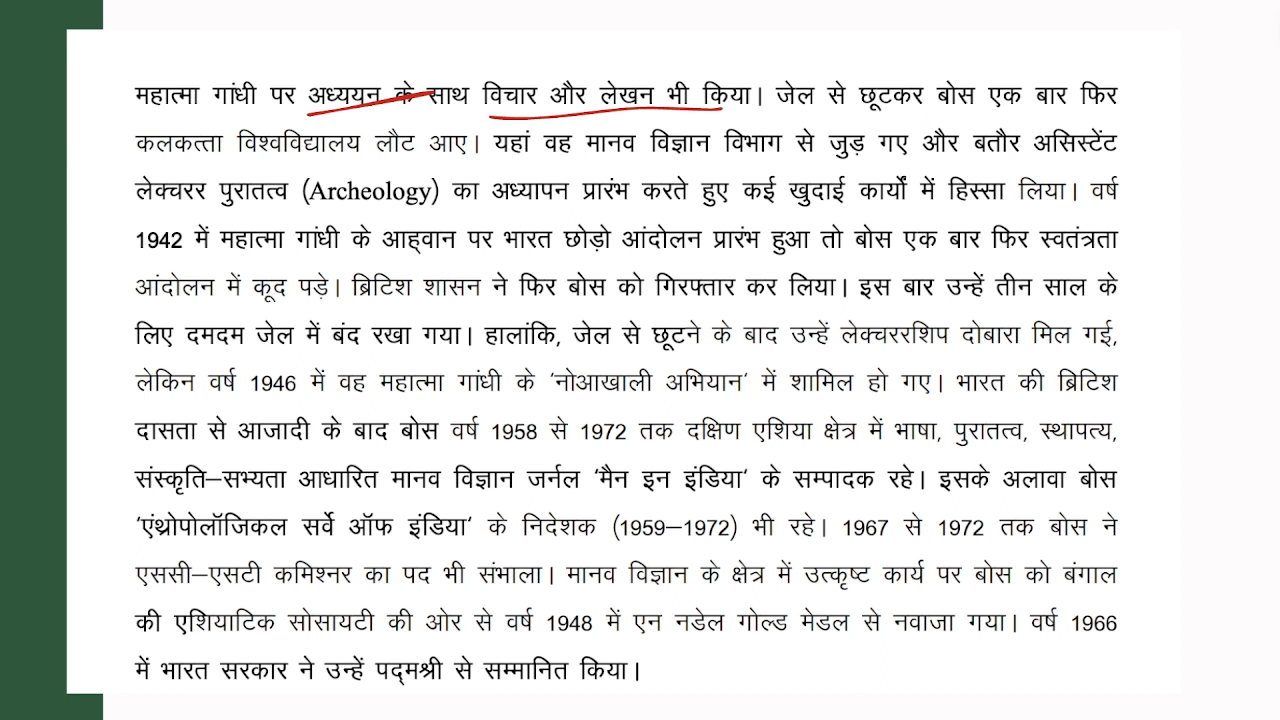 महात्मा गांधी पर अध्ययन के साथ विचार और लेखन भी किया। जेल से छूटकर बोस एक बार फिर
कलकत्ता विश्वविद्यालय लौट आए। यहां वह मानव विज्ञान विभाग से जुड़ गए और बतौर असिस्टेंट
लेक्चरर पुरातत्व (Archeology) का अध्यापन प्रारंभ करते हुए कई खुदाई कार्यों में हिस्सा लिया। वर्ष
1942 में महात्मा गांधी के आह्वान पर भारत छोड़ो आंदोलन प्रारंभ हुआ तो बोस एक बार फिर स्वतंत्रता
आंदोलन में कूद पड़े। ब्रिटिश शासन ने फिर बोस को गिरफ्तार कर लिया। इस बार उन्हें तीन साल के
लिए दमदम जेल में बंद रखा गया। हालांकि, जेल से छूटने के बाद उन्हें लेक्चररशिप दोबारा मिल गई,
लेकिन वर्ष 1946 में वह महात्मा गांधी के 'नोआखाली अभियान' में शामिल हो गए। भारत की ब्रिटिश
दासता से आजादी के बाद बोस वर्ष 1958 से 1972 तक दक्षिण एशिया क्षेत्र में भाषा, पुरातत्व, स्थापत्य,
संस्कृति–सभ्यता आधारित मानव विज्ञान जर्नल 'मैन इन इंडिया' के सम्पादक रहे। इसके अलावा बोस
'एंथ्रोपोलॉजिकल सर्वे ऑफ इंडिया' के निदेशक (1959–1972) भी रहे। 1967 से 1972 तक बोस ने
एससी–एसटी कमिश्नर का पद भी संभाला। मानव विज्ञान के क्षेत्र में उत्कृष्ट कार्य पर बोस को बंगाल
की एशियाटिक सोसायटी की ओर से वर्ष 1948 में एन नडेल गोल्ड मेडल से नवाजा गया। वर्ष 1966
में भारत सरकार ने उन्हें पद्मश्री से सम्मानित किया।